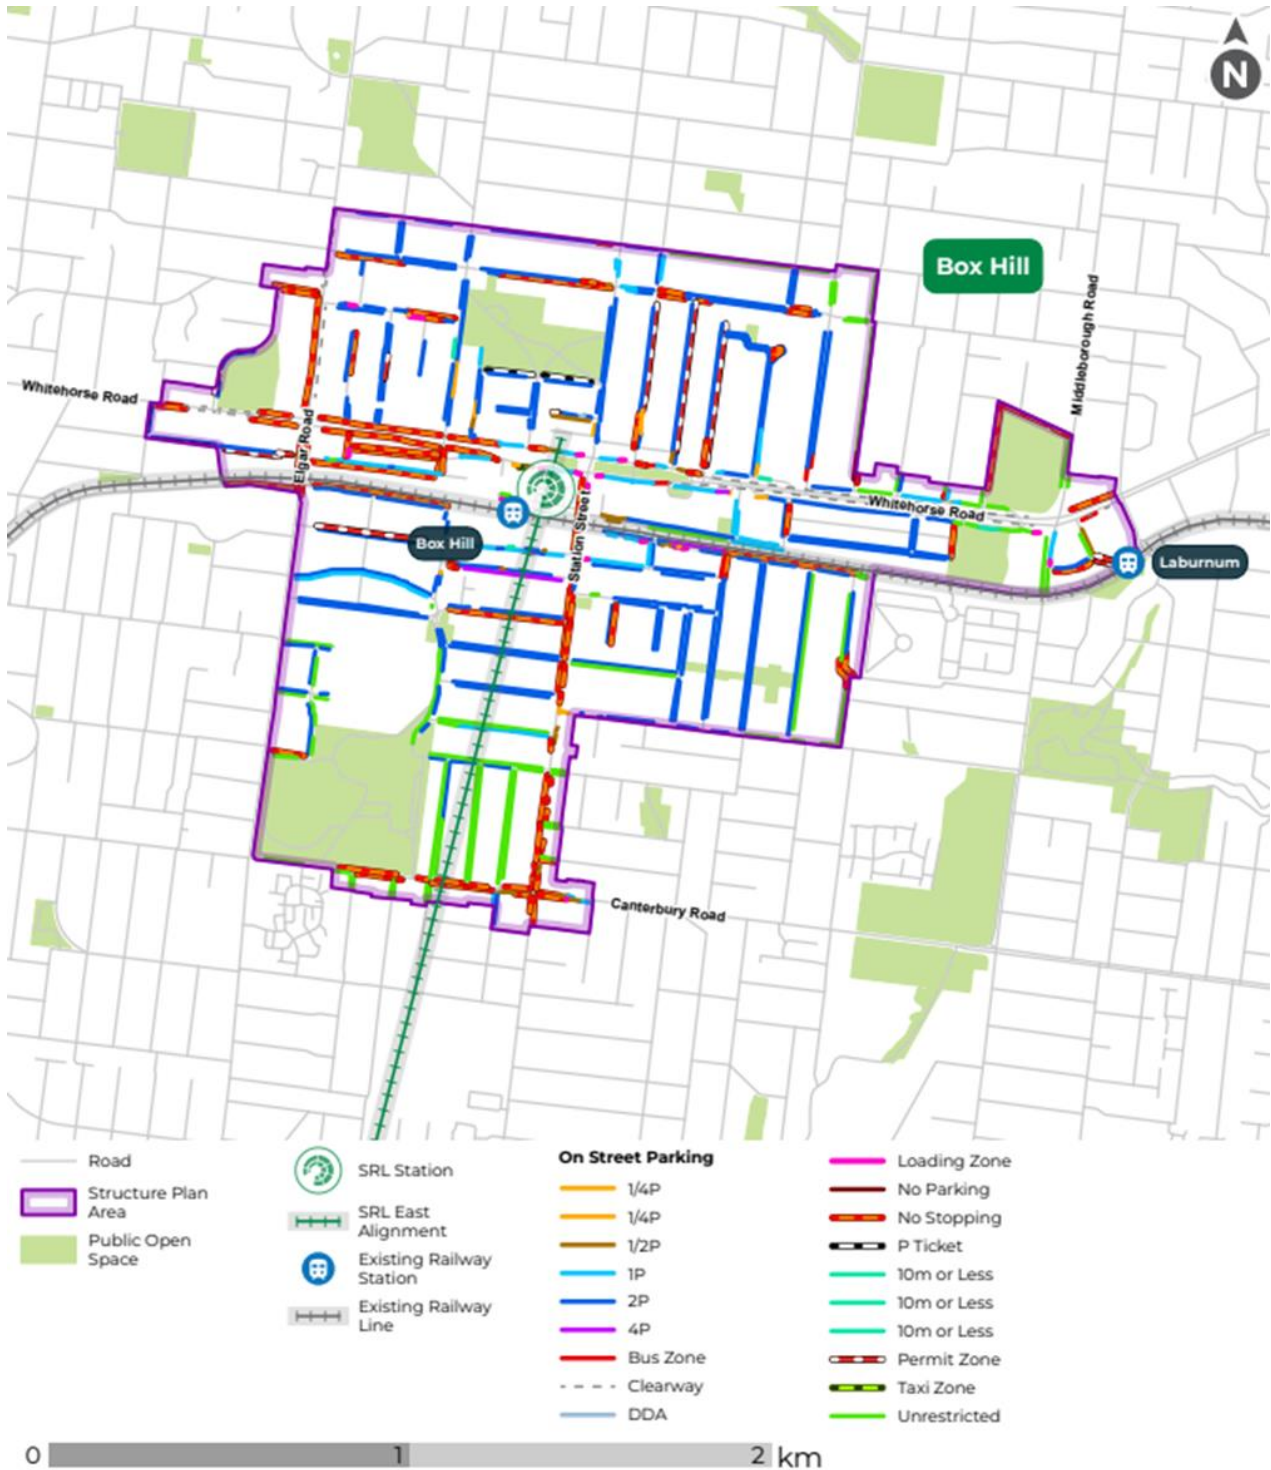 N
Box Hill
Middleborough Road
Whitehorse Road
Elgar Road
Whitehorse Road
Station Street
Box Hill
Laburnum
Canterbury Road
Road
Structure Plan
Area
Public Open
Space
SRL Station
SRL East
Alignment
Existing Railway
Station
Existing Railway
Line
On Street Parking
1/4P
1/4P
1/2P
1P
2P
4P
Bus Zone
Clearway
DDA
Loading Zone
No Parking
No Stopping
P Ticket
10m or Less
10m or Less
10m or Less
Permit Zone
Taxi Zone
Unrestricted
0 1 2 km